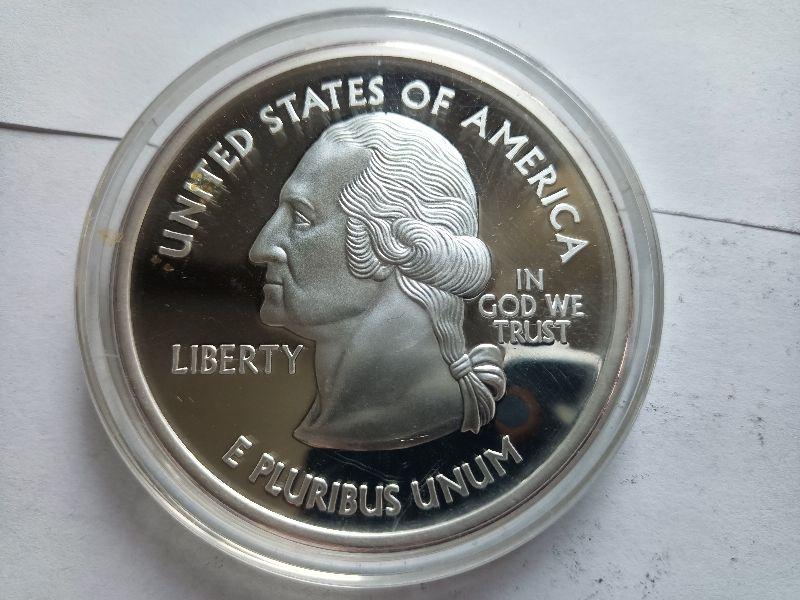 UNITED STATES OF AMERICA
IN
GOD WE
TRUST
LIBERTY
E PLURIBUS UNUM